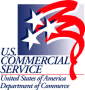 U.S.
COMMERCIAL
SERVICE
United States of America
Department of Commerce